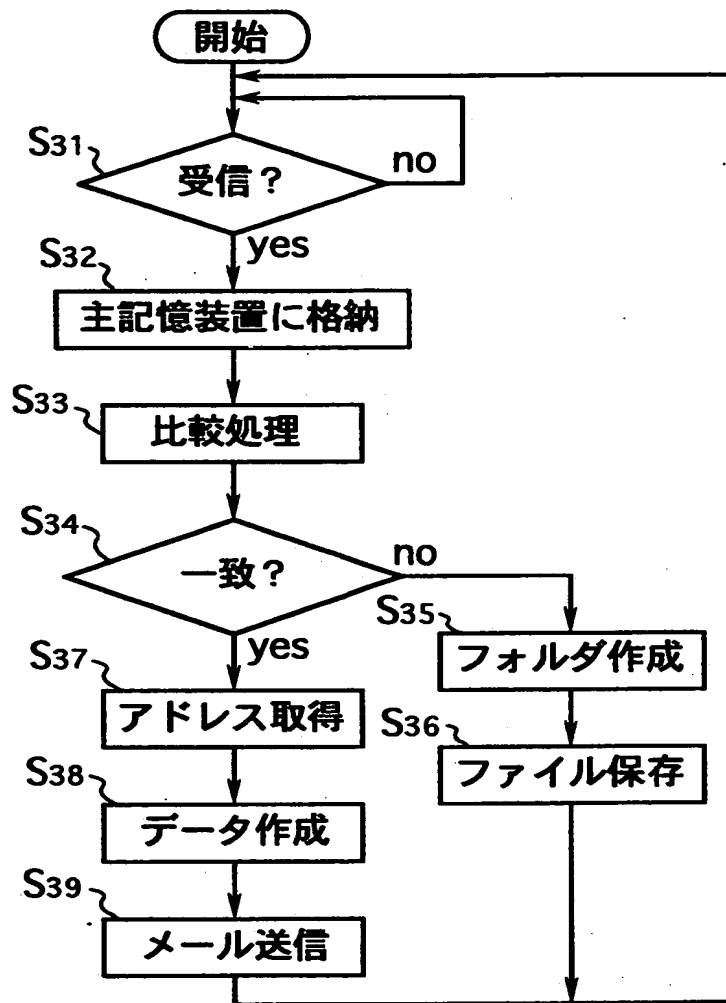 開始
S31
受信？
no
yes
S32
主記憶装置に格納
S33
比較処理
S34
一致？
no
yes
S35
フォルダ作成
S36
ファイル保存
S37
アドレス取得
S38
データ作成
S39
メール送信